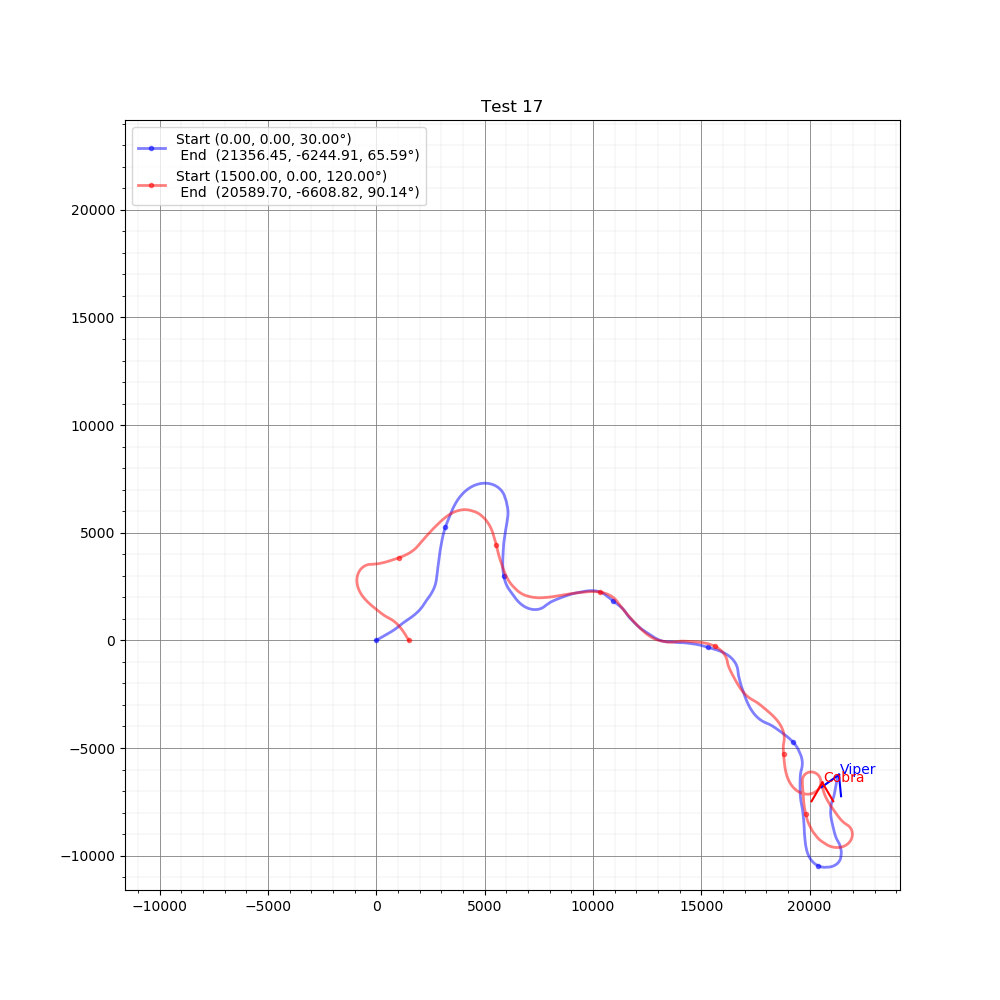 Test 17
Start (0.00, 0.00, 30.00°)
End  (21356.45, -6244.91, 65.59°)
Start (1500.00, 0.00, 120.00°)
End  (20589.70, -6608.82, 90.14°)
20000
15000
10000
5000
0
−5000
−10000
Viper
Cobra
−10000 −5000 0 5000 10000 15000 20000